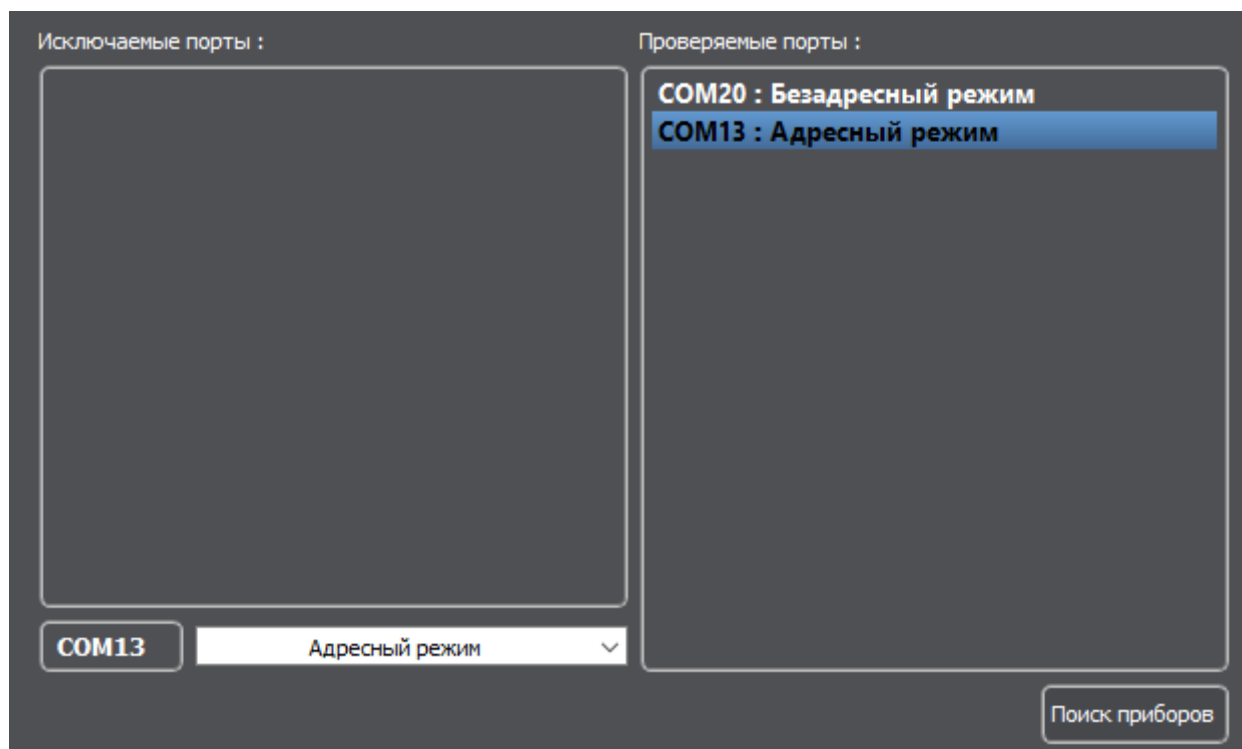 Исключаемые порты :
Проверяемые порты :
COM20 : Безадресный режим
COM13 : Адресный режим
COM13
Адресный режим
Поиск приборов